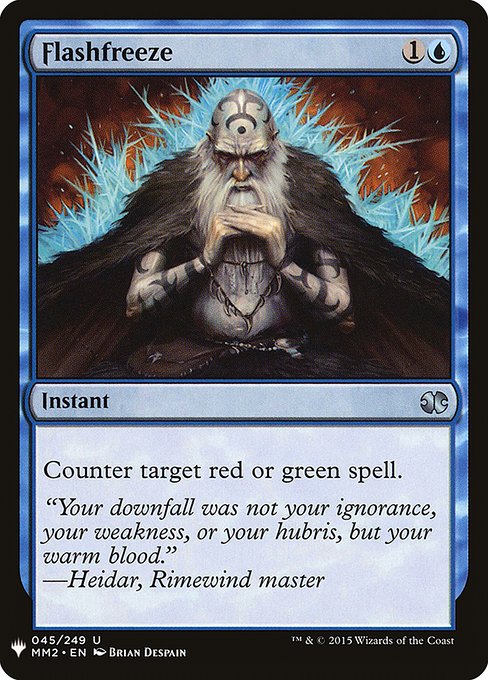 Flashfreeze 1
Instant
Counter target red or green spell.
“Your downfall was not your ignorance,
your weakness, or your hubris, but your
warm blood.”
—Heidar, Rimewind master
045/249 U
MM2 • EN Brian Despain
™ & © 2015 Wizards of the Coast